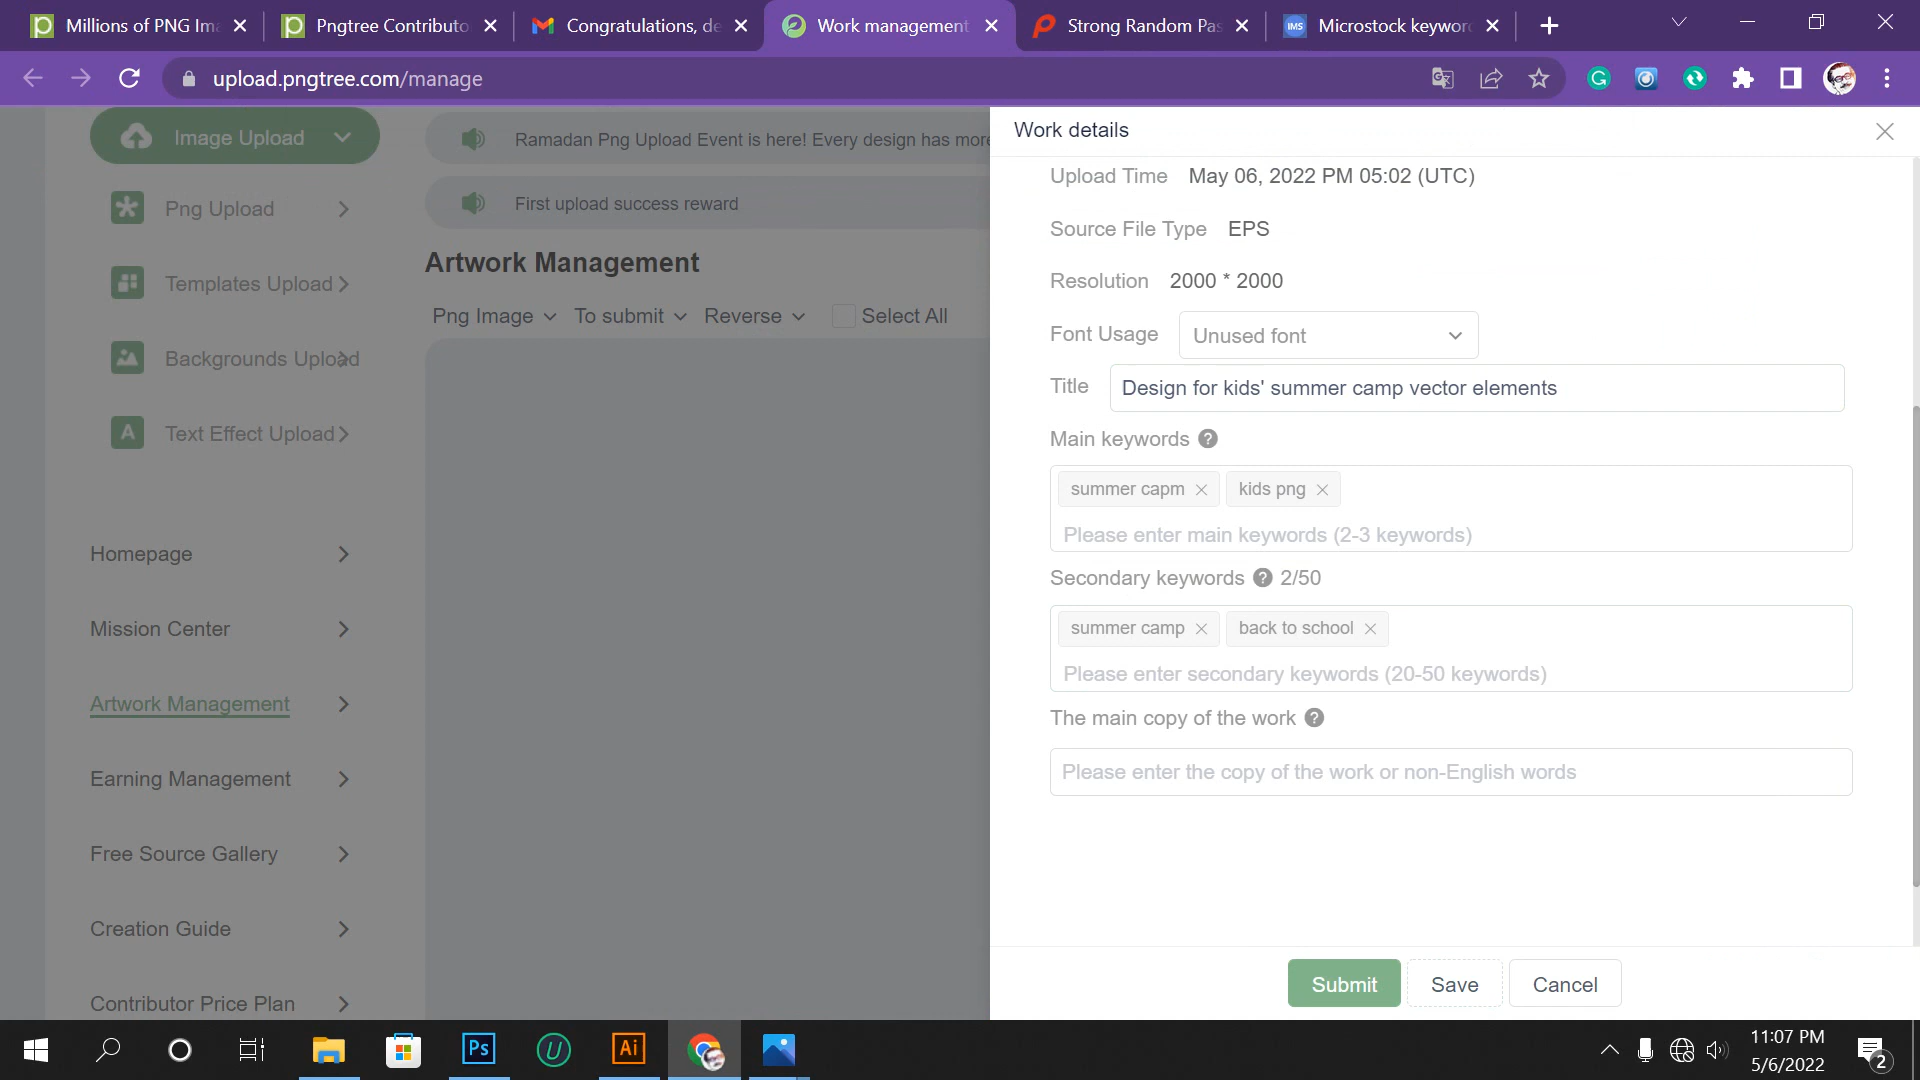 Millions of PNG Im
Pngtree Contributo
Congratulations, de
Work management
Strong Random Pas
Microstock keyword
upload.pngtree.com/manage
Image Upload
Png Upload
Templates Upload
Backgrounds Upload
Text Effect Upload
Homepage
Mission Center
Artwork Management
Earning Management
Free Source Gallery
Creation Guide
Contributor Price Plan
Ramadan Png Upload Event is here! Every design has more
First upload success reward
Artwork Management
Png Image To submit Reverse Select All
Work details
Upload Time May 06, 2022 PM 05:02 (UTC)
Source File Type EPS
Resolution 2000 * 2000
Font Usage Unused font
Title Design for kids' summer camp vector elements
Main keywords ?
summer capm kids png
Please enter main keywords (2-3 keywords)
Secondary keywords ? 2/50
summer camp back to school
Please enter secondary keywords (20-50 keywords)
The main copy of the work ?
Please enter the copy of the work or non-English words
Submit Save Cancel
Ps
Ai
11:07 PM
5/6/2022
2